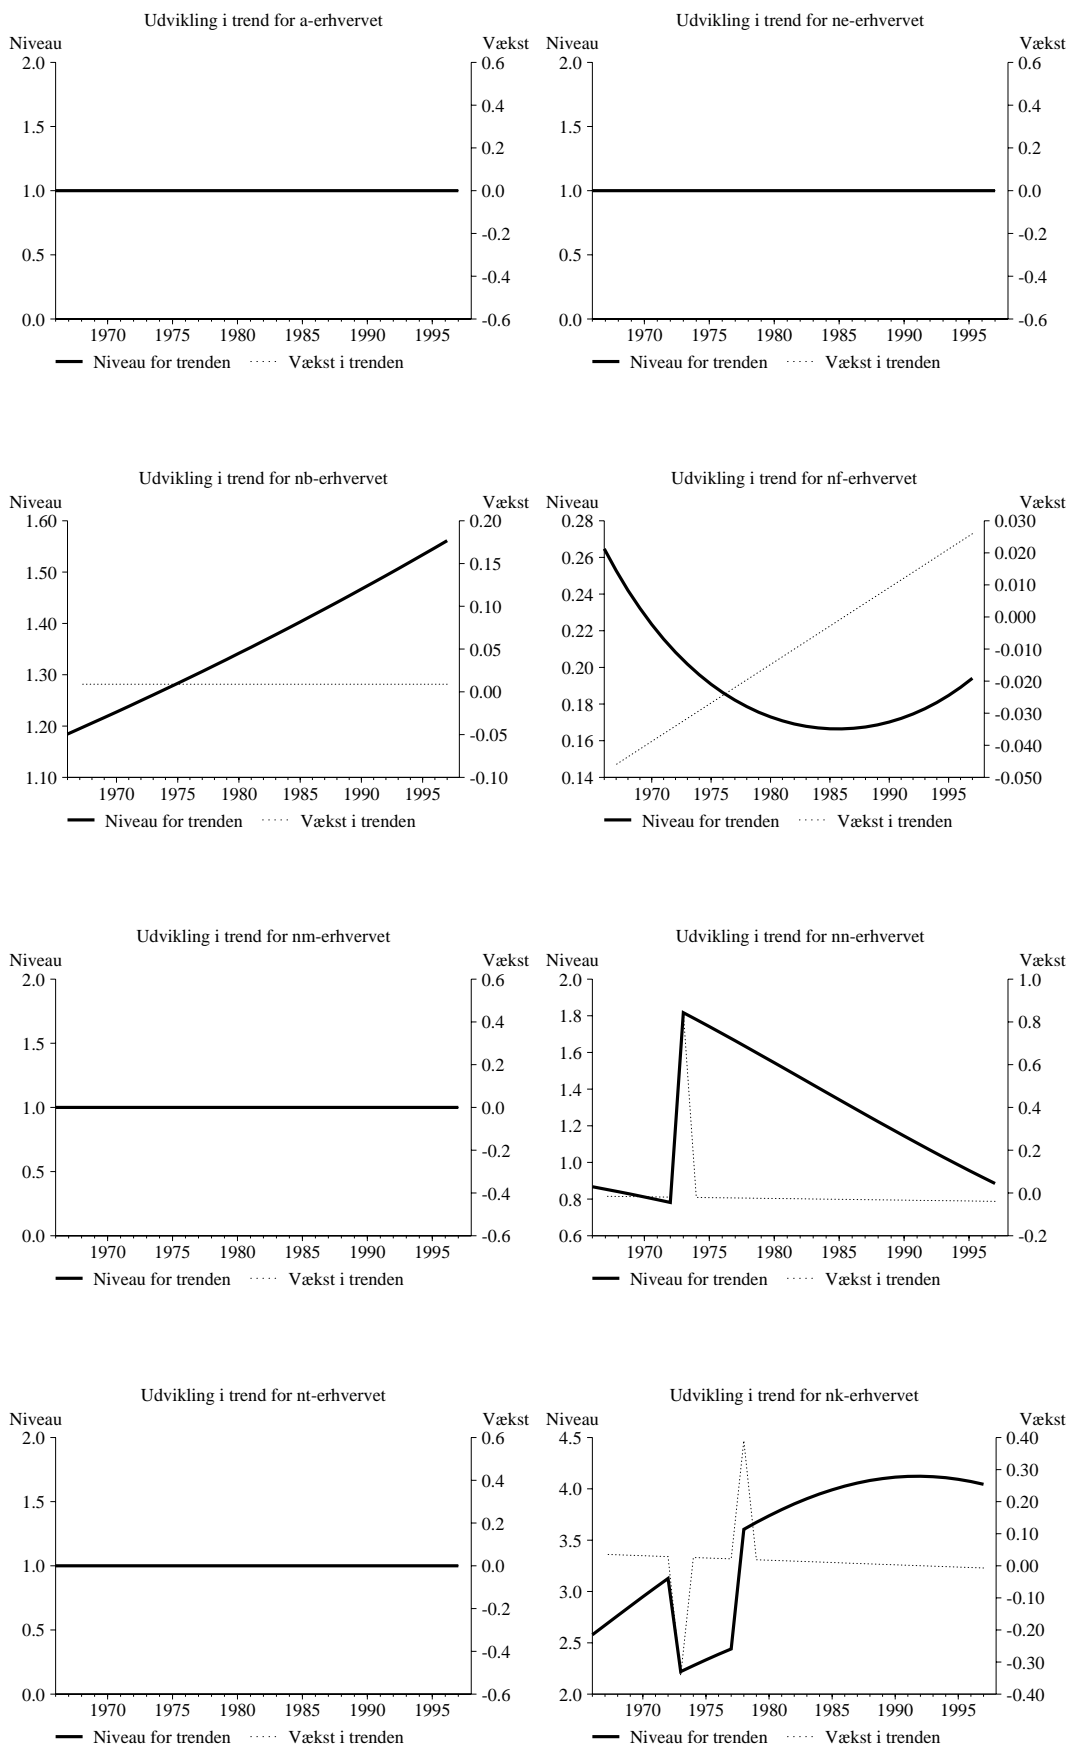 Udvikling i trend for a-erhvervet
Niveau Vækst
2.0 0.6
0.4
1.5
0.2
1.0 0.0
-0.2
0.5
-0.4
0.0 -0.6
1970 1975 1980 1985 1990 1995
Niveau for trenden Vækst i trenden
Udvikling i trend for ne-erhvervet
Niveau Vækst
2.0 0.6
0.4
1.5
0.2
1.0 0.0
-0.2
0.5
-0.4
0.0 -0.6
1970 1975 1980 1985 1990 1995
Niveau for trenden Vækst i trenden
Udvikling i trend for nb-erhvervet
Niveau Vækst
1.60 0.20
0.15
1.50
0.10
1.40
0.05
1.30
0.00
1.20
-0.05
1.10 -0.10
1970 1975 1980 1985 1990 1995
Niveau for trenden Vækst i trenden
Udvikling i trend for nf-erhvervet
Niveau Vækst
0.28 0.030
0.26 0.020
0.010
0.24
0.000
0.22
-0.010
0.20
-0.020
0.18
-0.030
0.16
-0.040
0.14 -0.050
1970 1975 1980 1985 1990 1995
Niveau for trenden Vækst i trenden
Udvikling i trend for nm-erhvervet
Niveau Vækst
2.0 0.6
0.4
1.5
0.2
1.0 0.0
-0.2
0.5
-0.4
0.0 -0.6
1970 1975 1980 1985 1990 1995
Niveau for trenden Vækst i trenden
Udvikling i trend for nn-erhvervet
Niveau Vækst
2.0 1.0
1.8 0.8
1.6
0.6
1.4
0.4
1.2
0.2
1.0
0.8 0.0
0.6 -0.2
1970 1975 1980 1985 1990 1995
Niveau for trenden Vækst i trenden
Udvikling i trend for nt-erhvervet
Niveau Vækst
2.0 0.6
0.4
1.5
0.2
1.0 0.0
-0.2
0.5
-0.4
0.0 -0.6
1970 1975 1980 1985 1990 1995
Niveau for trenden Vækst i trenden
Udvikling i trend for nk-erhvervet
Niveau Vækst
4.5 0.40
0.30
4.0
0.20
3.5 0.10
0.00
3.0
-0.10
2.5 -0.20
-0.30
2.0 -0.40
1970 1975 1980 1985 1990 1995
Niveau for trenden Vækst i trenden